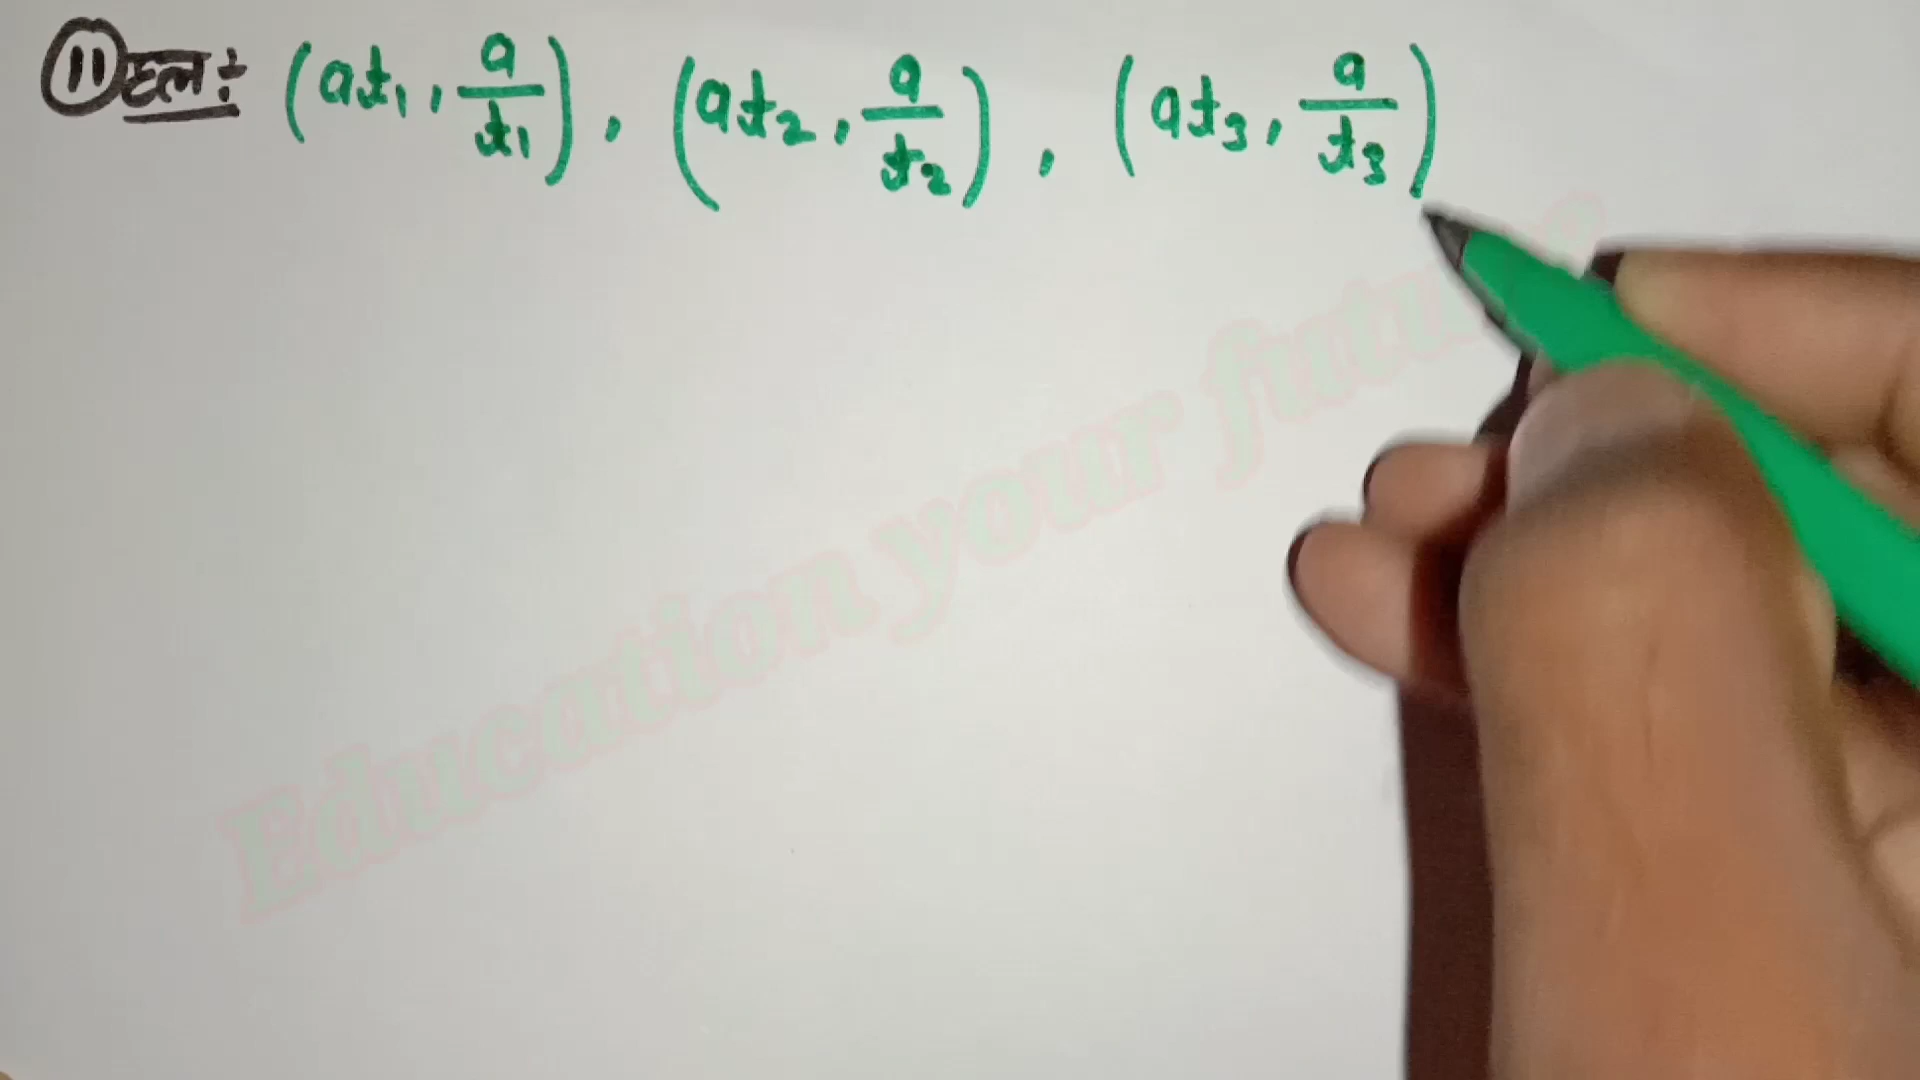 11 हल ÷ (at₁, a/t₁), (at₂, a/t₂), (at₃, a/t₃)
Education your future